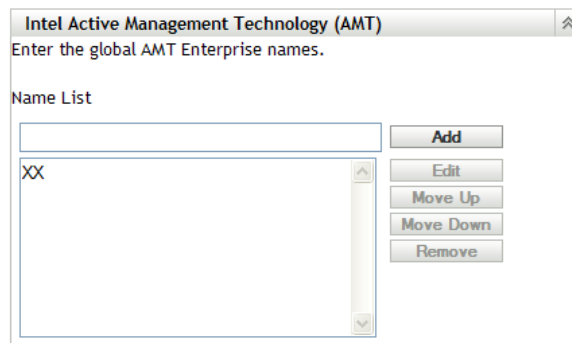 Intel Active Management Technology (AMT)
Enter the global AMT Enterprise names.
Name List
Add
XX
Edit
Move Up
Move Down
Remove